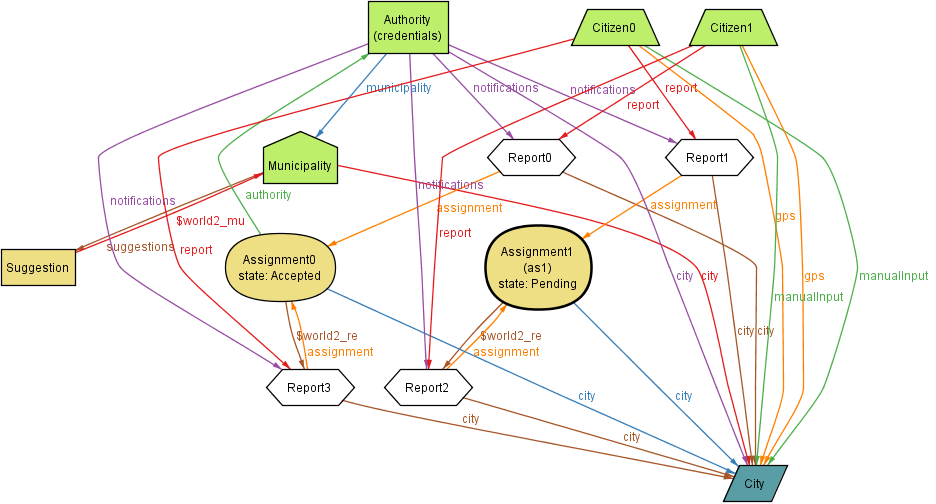 Authority
(credentials)
Citizen0
Citizen1
municipality
notifications
notifications
report
report
Municipality
Report0
Report1
notifications
notifications
authority
assignment
assignment
$world2_mu
suggestions
report
report
gps
Suggestion
Assignment0
state: Accepted
Assignment1
(as1)
state: Pending
city
city
gps
manualInput
manualInput
$world2_re
assignment
$world2_re
assignment
city
city
Report3
Report2
city
city
city
city
City